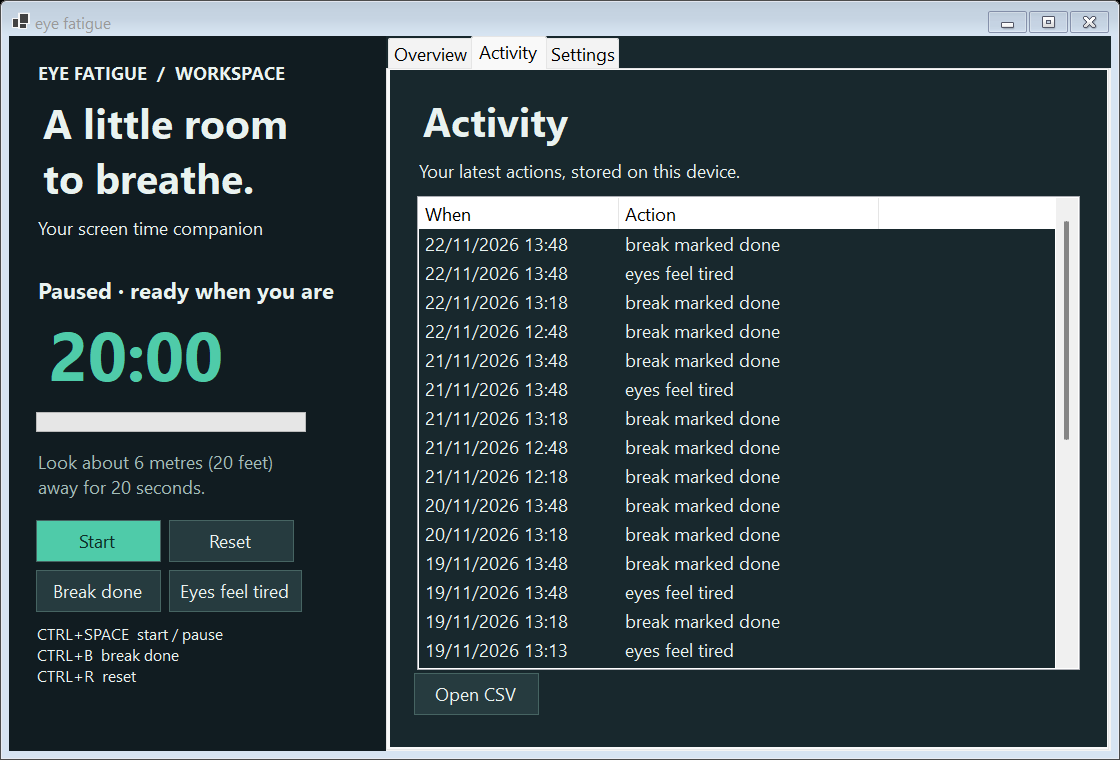 eye fatigue
EYE FATIGUE / WORKSPACE
A little room
to breathe.
Your screen time companion
Paused · ready when you are
20:00
Look about 6 metres (20 feet)
away for 20 seconds.
Start Reset
Break done Eyes feel tired
CTRL+SPACE start / pause
CTRL+B break done
CTRL+R reset
Overview Activity Settings
Activity
Your latest actions, stored on this device.
When Action
22/11/2026 13:48 break marked done
22/11/2026 13:48 eyes feel tired
22/11/2026 13:18 break marked done
22/11/2026 12:48 break marked done
21/11/2026 13:48 break marked done
21/11/2026 13:48 eyes feel tired
21/11/2026 13:18 break marked done
21/11/2026 12:48 break marked done
21/11/2026 12:18 break marked done
20/11/2026 13:48 break marked done
20/11/2026 13:18 break marked done
19/11/2026 13:48 break marked done
19/11/2026 13:48 eyes feel tired
19/11/2026 13:18 break marked done
19/11/2026 13:13 eyes feel tired
Open CSV